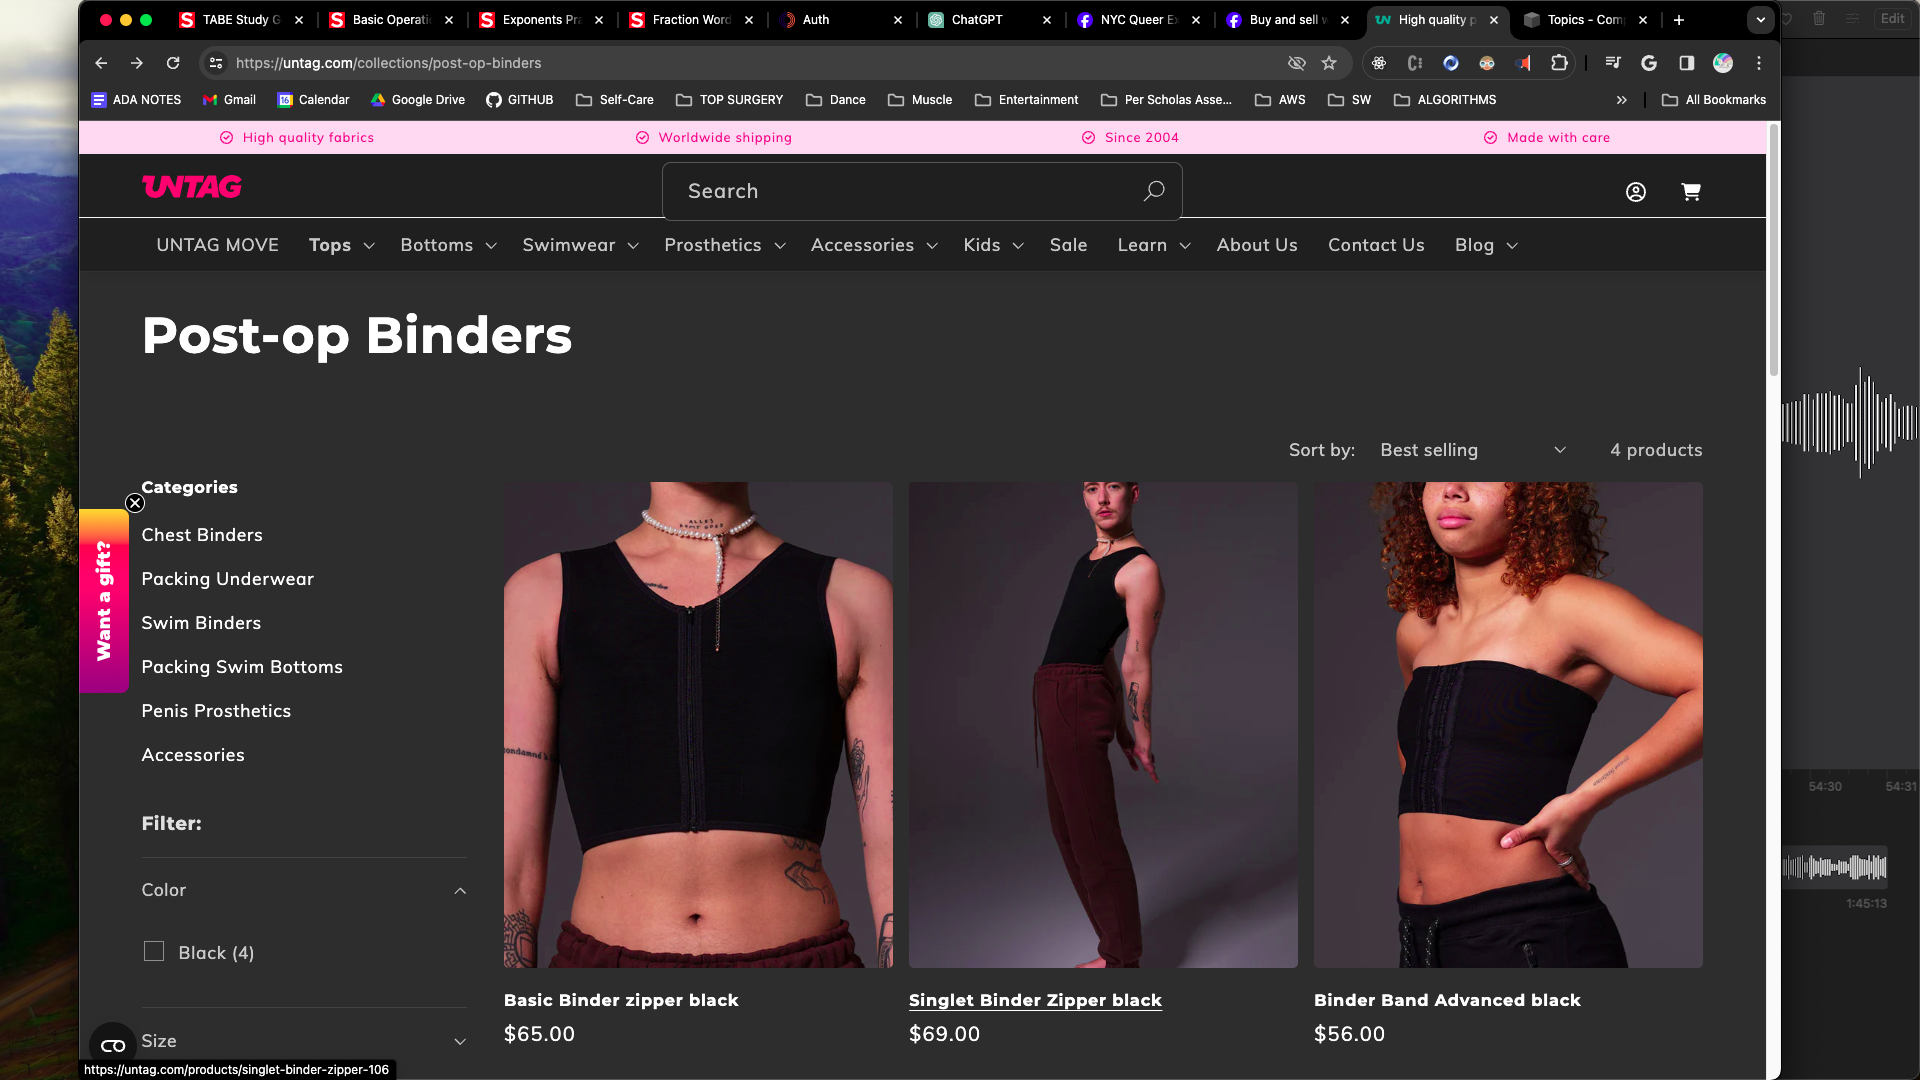 TABE Study G
Basic Operati
Exponents Pra
Fraction Word
Auth
ChatGPT
NYC Queer Ex
Buy and sell w
High quality p
Topics - Comp
Edit
https://untag.com/collections/post-op-binders
ADA NOTES
Gmail
Calendar
Google Drive
GITHUB
Self-Care
TOP SURGERY
Dance
Muscle
Entertainment
Per Scholas Asse...
AWS
SW
ALGORITHMS
All Bookmarks
High quality fabrics
Worldwide shipping
Since 2004
Made with care
UNTAG
Search
UNTAG MOVE
Tops
Bottoms
Swimwear
Prosthetics
Accessories
Kids
Sale
Learn
About Us
Contact Us
Blog
Post-op Binders
Sort by:
Best selling
4 products
Categories
Chest Binders
Packing Underwear
Swim Binders
Packing Swim Bottoms
Penis Prosthetics
Accessories
Want a gift?
Filter:
Color
Black (4)
Size
ALLES
Basic Binder zipper black
$65.00
Singlet Binder Zipper black
$69.00
Binder Band Advanced black
$56.00
54:30
54:31
1:45:13
https://untag.com/products/singlet-binder-zipper-106